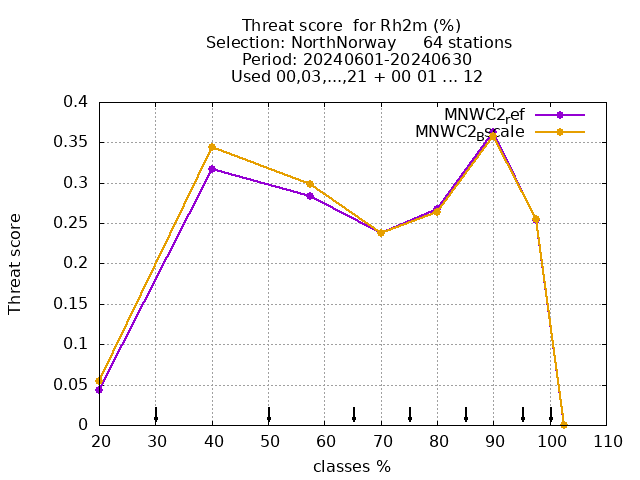 Threat score  for Rh2m (%)
Selection: NorthNorway     64 stations
Period: 20240601-20240630
Used 00,03,...,21 + 00 01 ... 12
MNWC2ref
MNWC2Bscale
Threat score
0.4
0.35
0.3
0.25
0.2
0.15
0.1
0.05
0
20 30 40 50 60 70 80 90 100 110
classes %